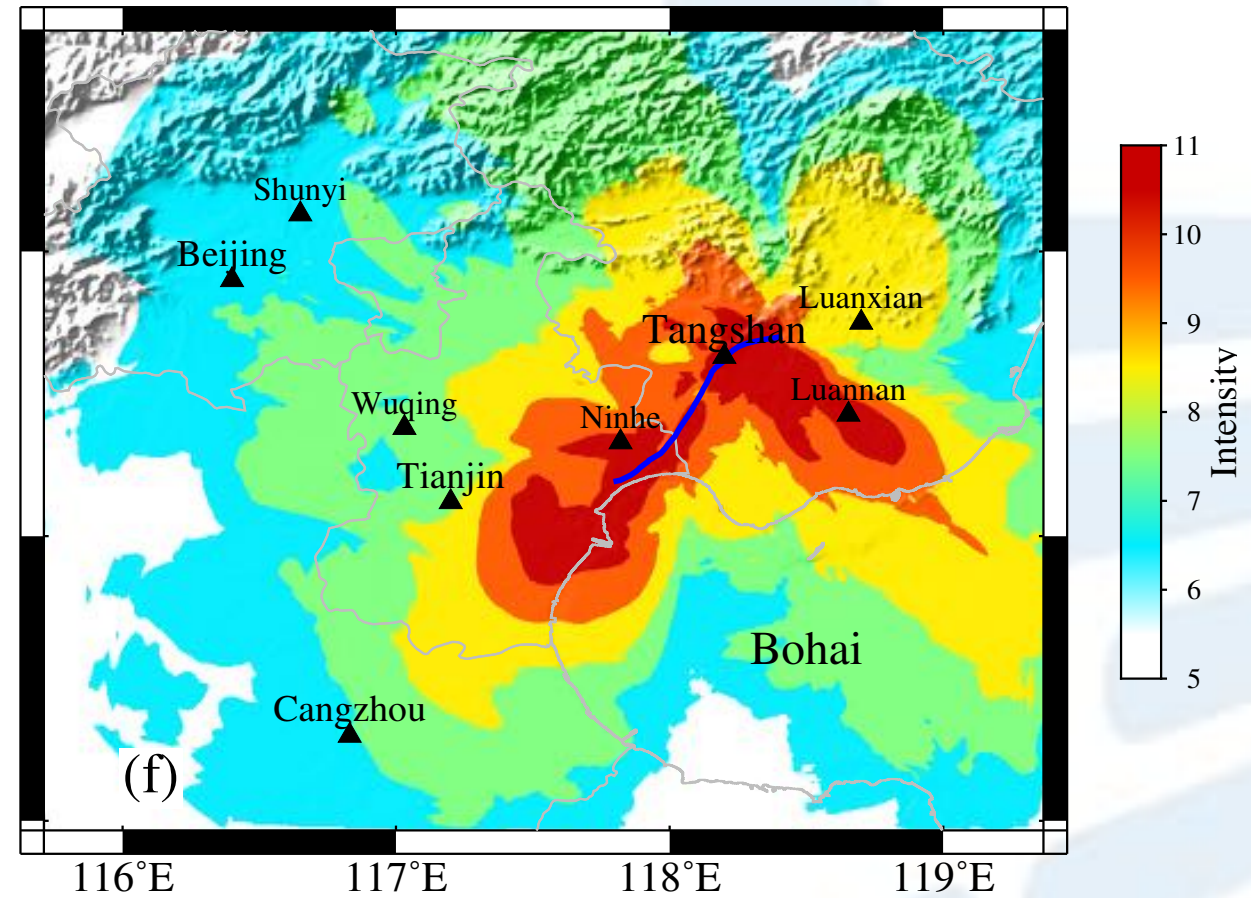 Shunyi
Beijing
Luanxian
Tangshan
Luannan
Wuqing
Ninhe
Tianjin
Bohai
Cangzhou
(f)
116°E 117°E 118°E 119°E
11
10
9
8
7
6
5
Intensity